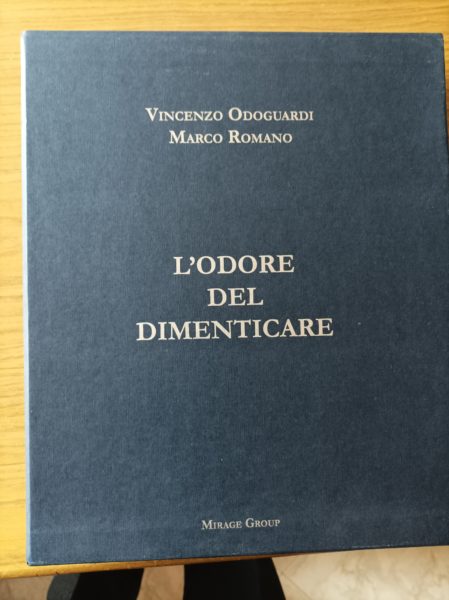 VINCENZO ODOGUARDI
MARCO ROMANO
L'ODORE
DEL
DIMENTICARE
MIRAGE GROUP